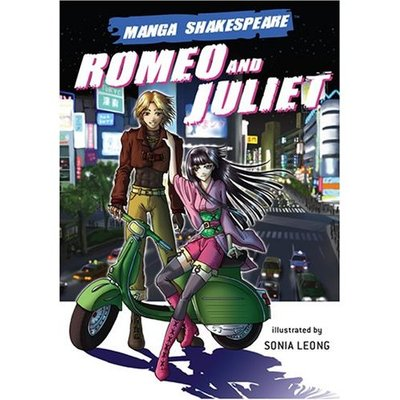 MANGA SHAKESPEARE
ROMEO AND
JULIET
illustrated by
SONIA LEONG